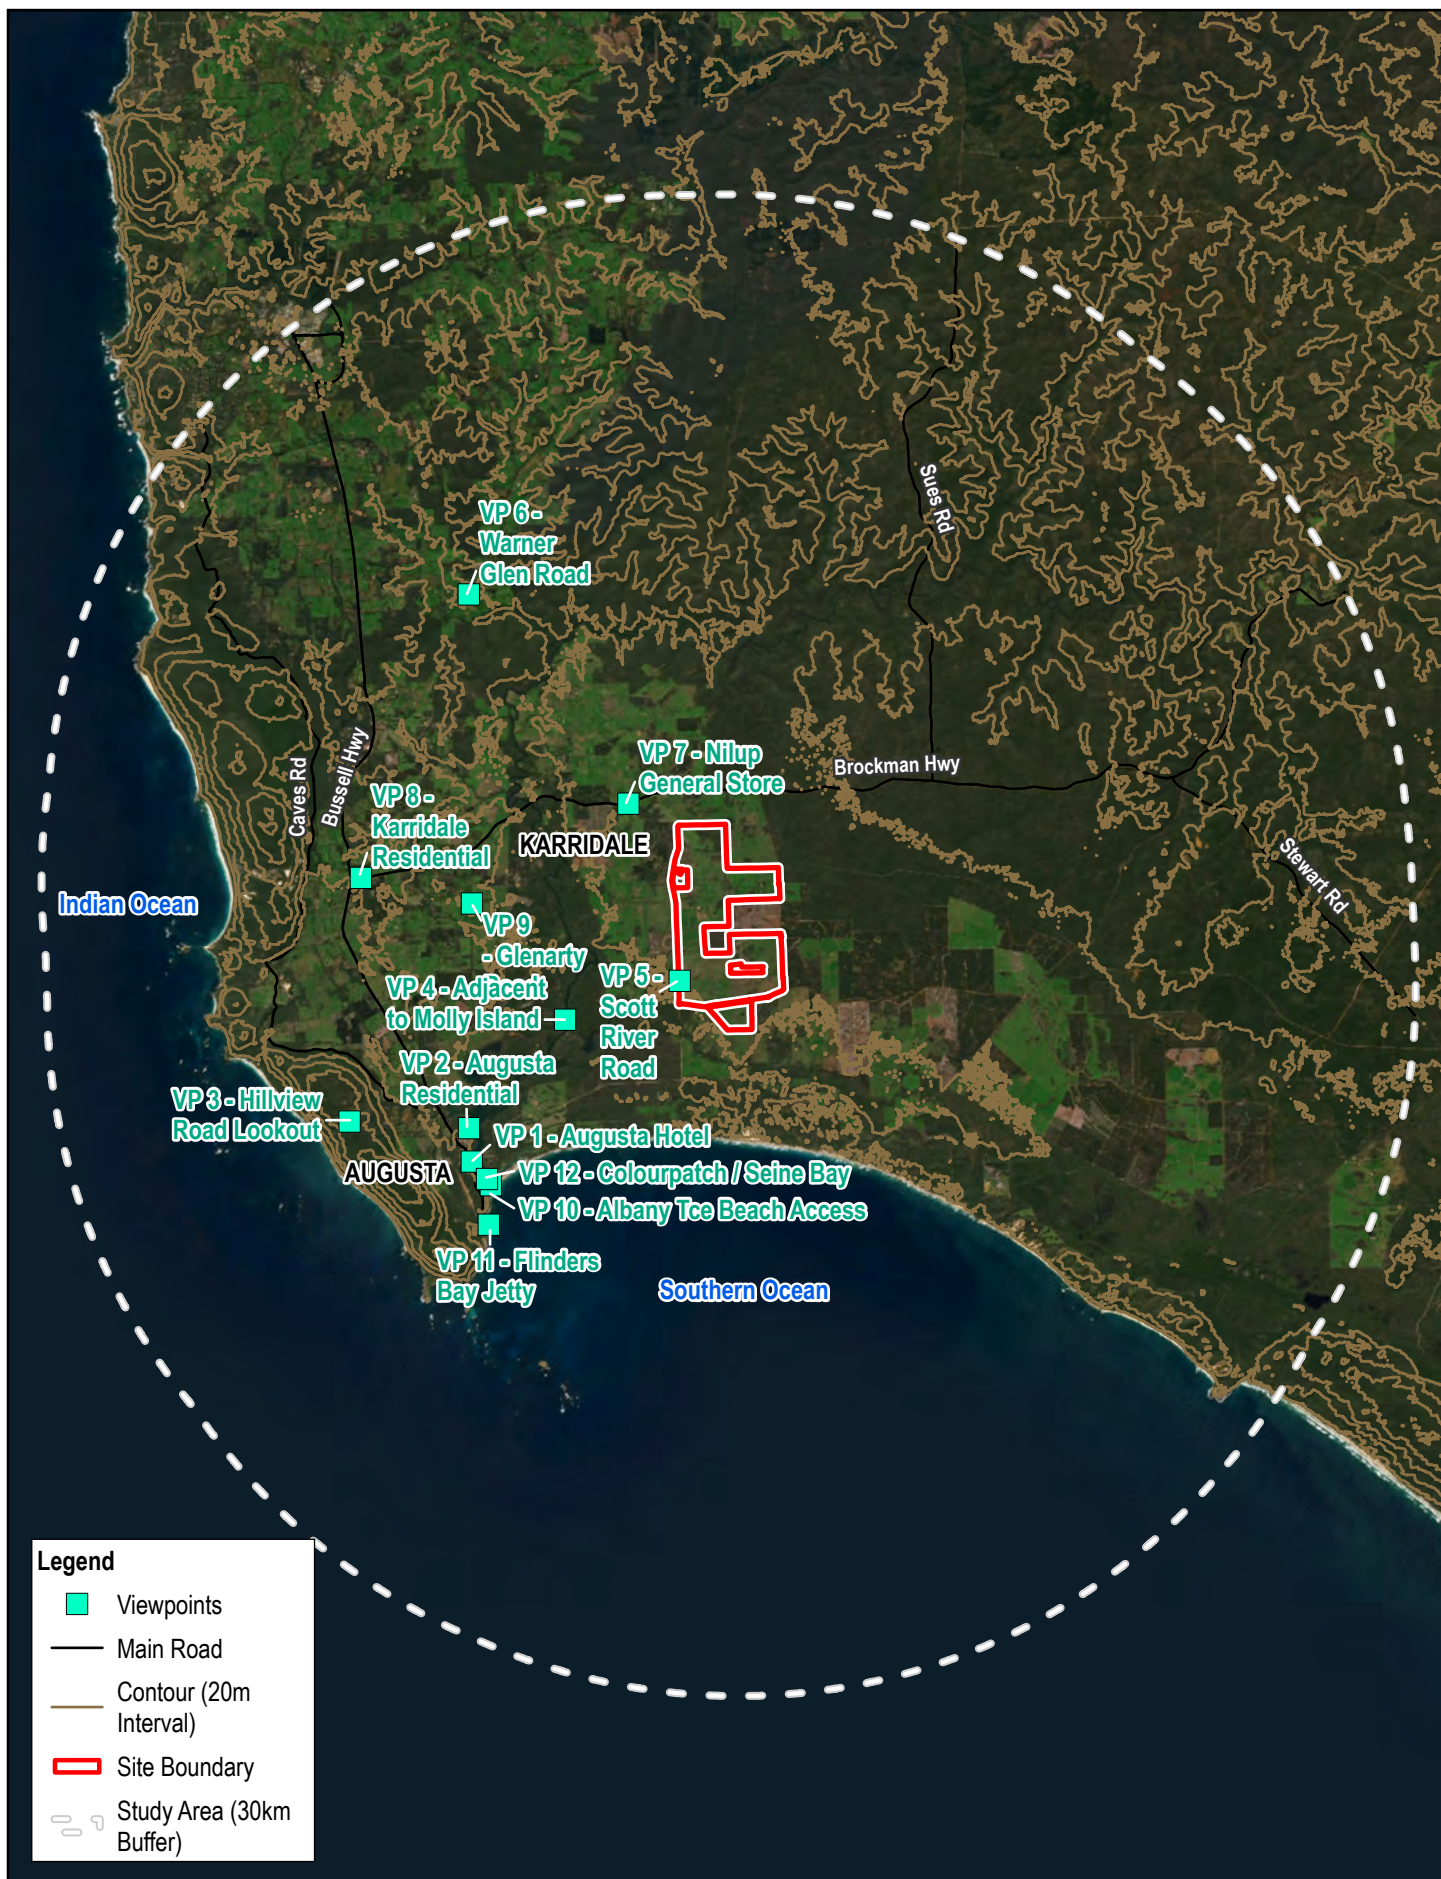 VP 6 -
Warner
Glen Road
Sues Rd
VP 7 - Nilup
General Store
Brockman Hwy
Caves Rd
Bussell Hwy
VP 8 -
Karridale
Residential
KARRIDALE
Stewart Rd
Indian Ocean
VP 9
- Glenarty
VP 4 - Adjacent
to Molly Island
VP 5 -
Scott
River
Road
VP 2 - Augusta
Residential
VP 3 - Hillview
Road Lookout
VP 1 - Augusta Hotel
AUGUSTA
VP 12 - Colourpatch / Seine Bay
VP 10 - Albany Tce Beach Access
VP 11 - Flinders
Bay Jetty
Southern Ocean
Legend
Viewpoints
Main Road
Contour (20m
Interval)
Site Boundary
Study Area (30km
Buffer)